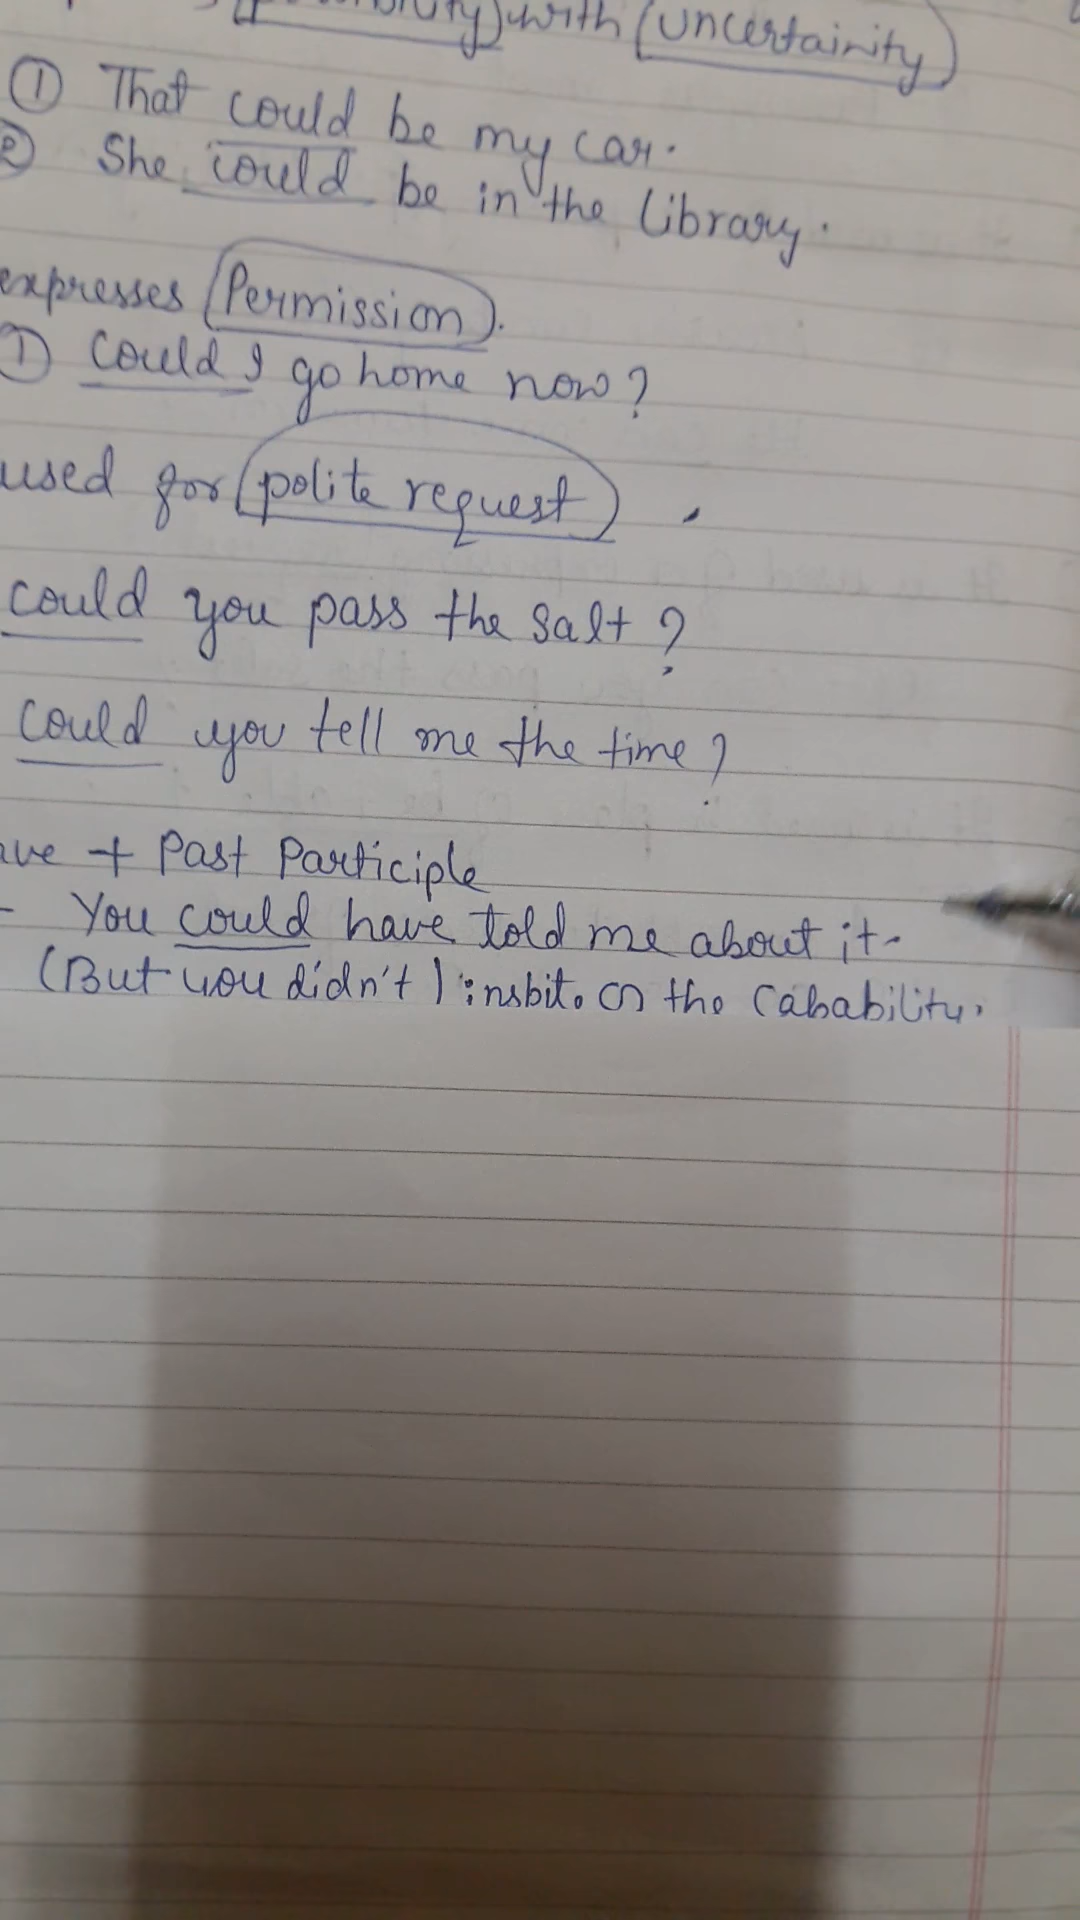 with (Uncertainity)
① That could be my car.
② She could be in the library.
expresses (Permission).
① Could I go home now?
used for (polite request)
could you pass the salt?
could you tell me the time?
+ Past Participle
- You could have told me about it.
(But you didn't) the